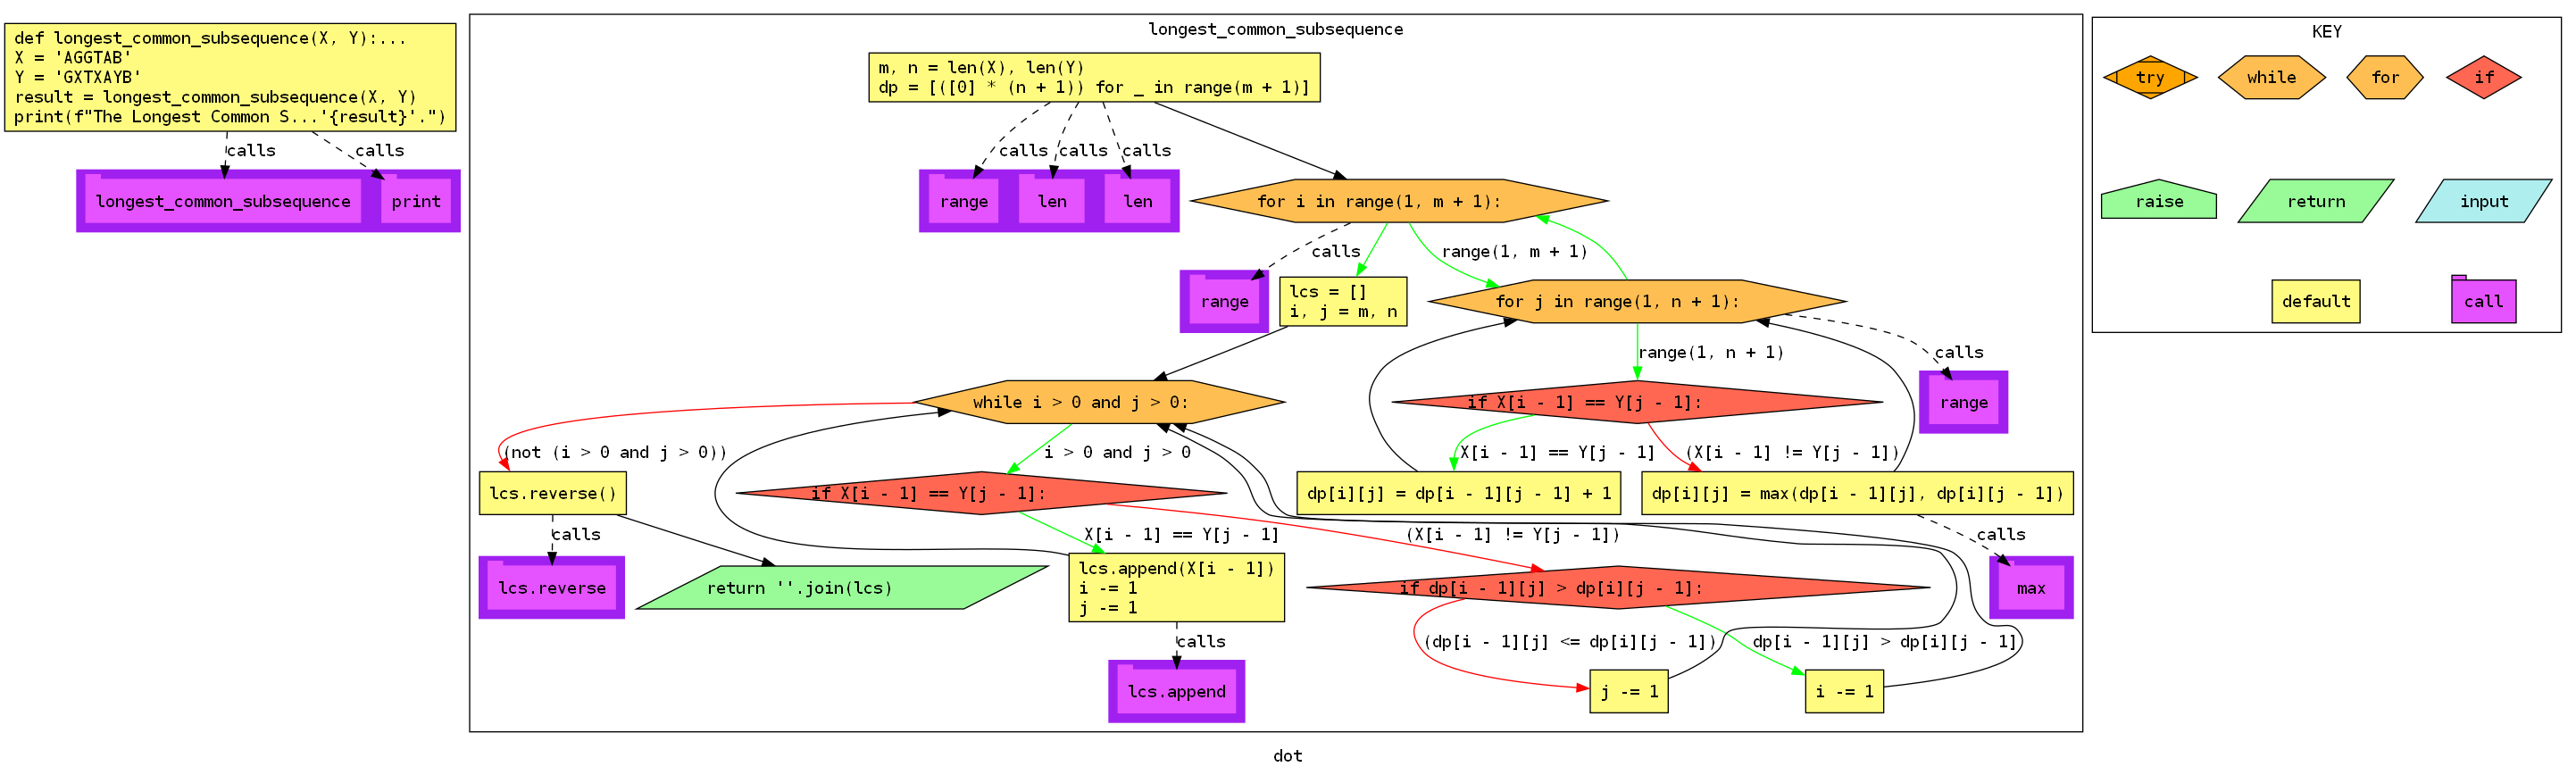 def longest_common_subsequence(X, Y):...
X = 'AGGTAB'
Y = 'GXTXAYB'
result = longest_common_subsequence(X, Y)
print(f"The Longest Common S...'{result}'.")
calls
calls
longest_common_subsequence
print
longest_common_subsequence
m, n = len(X), len(Y)
dp = [([0] * (n + 1)) for _ in range(m + 1)]
calls
calls
calls
range
len
len
for i in range(1, m + 1):
calls
range(1, m + 1)
range
lcs = []
i, j = m, n
for j in range(1, n + 1):
range(1, n + 1)
calls
while i > 0 and j > 0:
if X[i - 1] == Y[j - 1]:
range
(not (i > 0 and j > 0))
i > 0 and j > 0
X[i - 1] == Y[j - 1]
(X[i - 1] != Y[j - 1])
lcs.reverse()
if X[i - 1] == Y[j - 1]:
dp[i][j] = dp[i - 1][j - 1] + 1
dp[i][j] = max(dp[i - 1][j], dp[i][j - 1])
calls
X[i - 1] == Y[j - 1]
(X[i - 1] != Y[j - 1])
calls
lcs.reverse
return ''.join(lcs)
lcs.append(X[i - 1])
i -= 1
j -= 1
if dp[i - 1][j] > dp[i][j - 1]:
max
calls
(dp[i - 1][j] <= dp[i][j - 1])
dp[i - 1][j] > dp[i][j - 1]
lcs.append
j -= 1
i -= 1
KEY
try
while
for
if
raise
return
input
default
call
dot